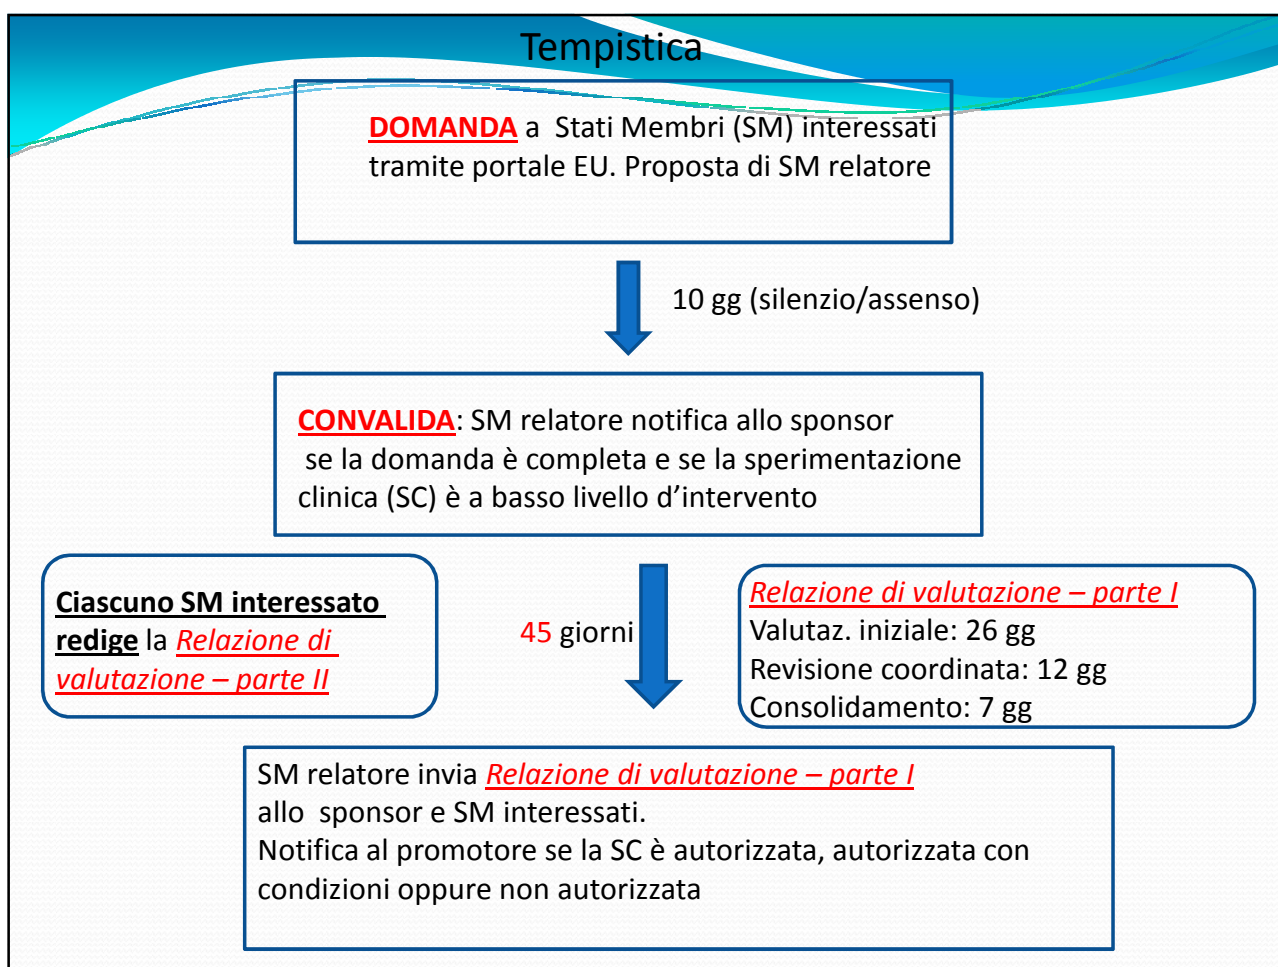 Tempistica
DOMANDA a Stati Membri (SM) interessati
tramite portale EU. Proposta di SM relatore
10 gg (silenzio/assenso)
CONVALIDA: SM relatore notifica allo sponsor
se la domanda è completa e se la sperimentazione
clinica (SC) è a basso livello d’intervento
Ciascuno SM interessato
redige la Relazione di
valutazione – parte II
45 giorni
Relazione di valutazione – parte I
Valutaz. iniziale: 26 gg
Revisione coordinata: 12 gg
Consolidamento: 7 gg
SM relatore invia Relazione di valutazione – parte I
allo sponsor e SM interessati.
Notifica al promotore se la SC è autorizzata, autorizzata con
condizioni oppure non autorizzata